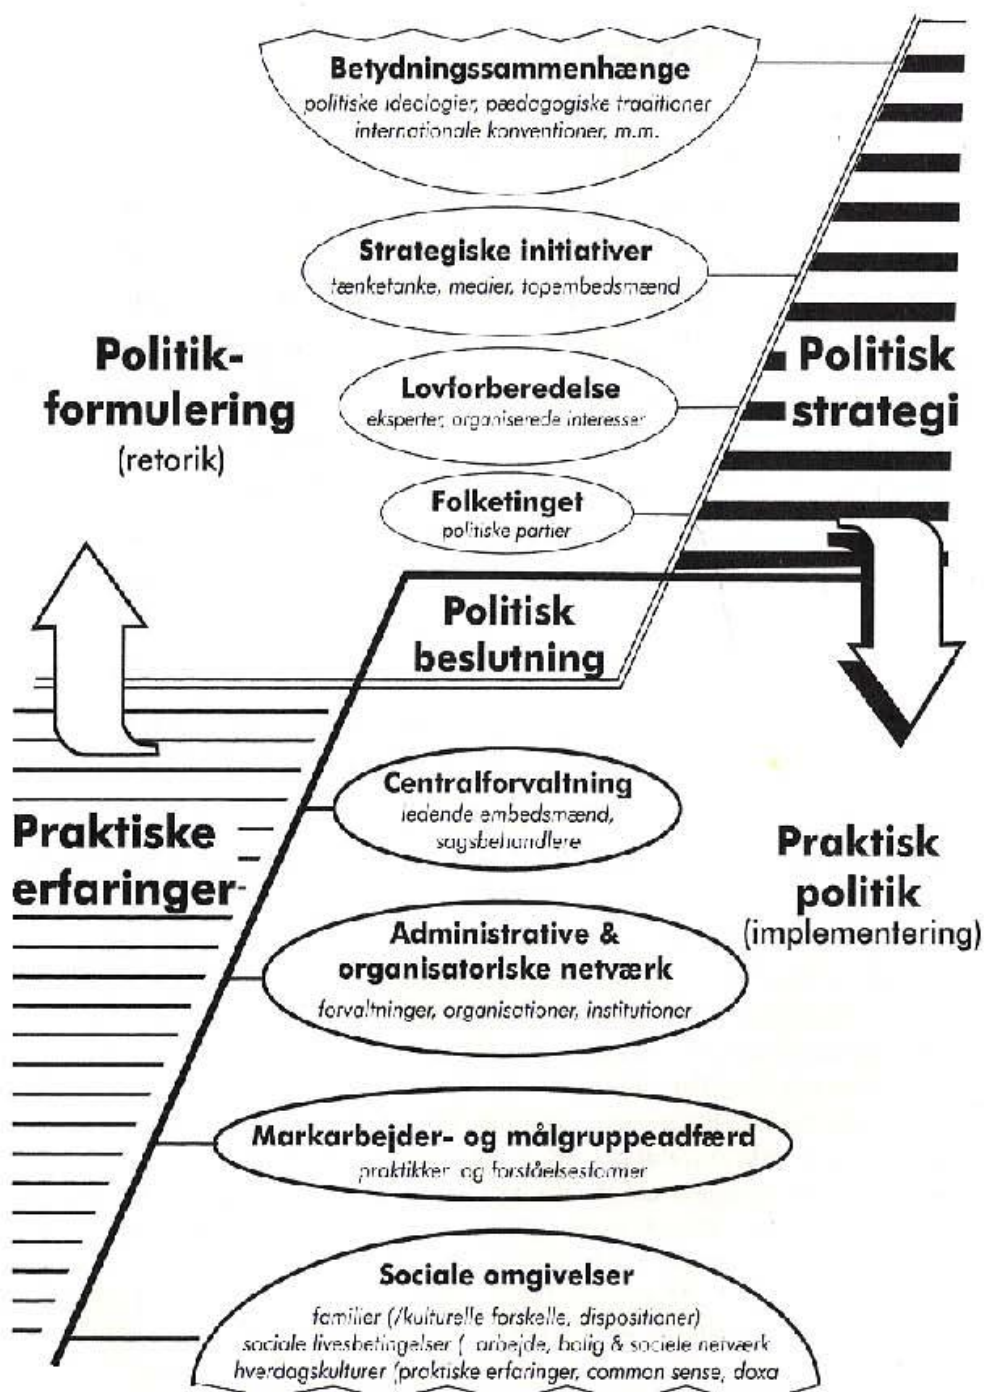 Betydningssammenhænge
politiske ideologier, pædagogiske traditioner
internationale konventioner, m.m.
Strategiske initiativer
tænketanke, medier, topembedsmænd
Politik-
formulering
(retorik)
Politisk
strategi
Lovforberedelse
eksperter, organiserede interesser
Folketinget
politiske partier
Politisk
beslutning
Centralforvaltning
ledende embedsmænd,
sagsbehandlere
Praktiske
erfaringer
Praktisk
politik
(implementering)
Administrative &
organisatoriske netværk
forvaltninger, organisationer, institutioner
Markarbejder- og målgruppeadfærd
praktikker og forståelsesformer
Sociale omgivelser
familier (/kulturelle forskelle, dispositioner)
sociale livesbetingelser ( arbejde, bolig & sociele netværk
hverdagskulturer (praktiske erfaringer, common sense, doxa